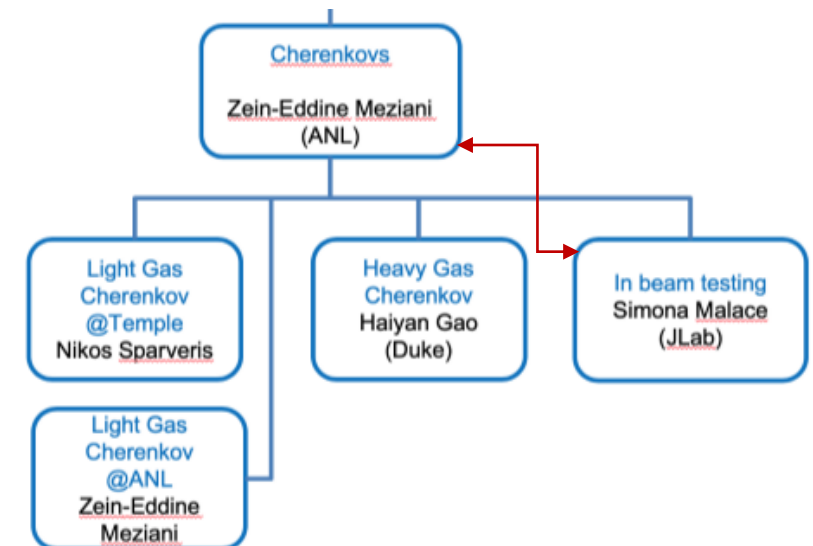 Cherenkovs
Zein-Eddine Meziani
(ANL)
Light Gas
Cherenkov
@Temple
Nikos Sparveris
Heavy Gas
Cherenkov
Haiyan Gao
(Duke)
In beam testing
Simona Malace
(JLab)
Light Gas
Cherenkov
@ANL
Zein-Eddine
Meziani